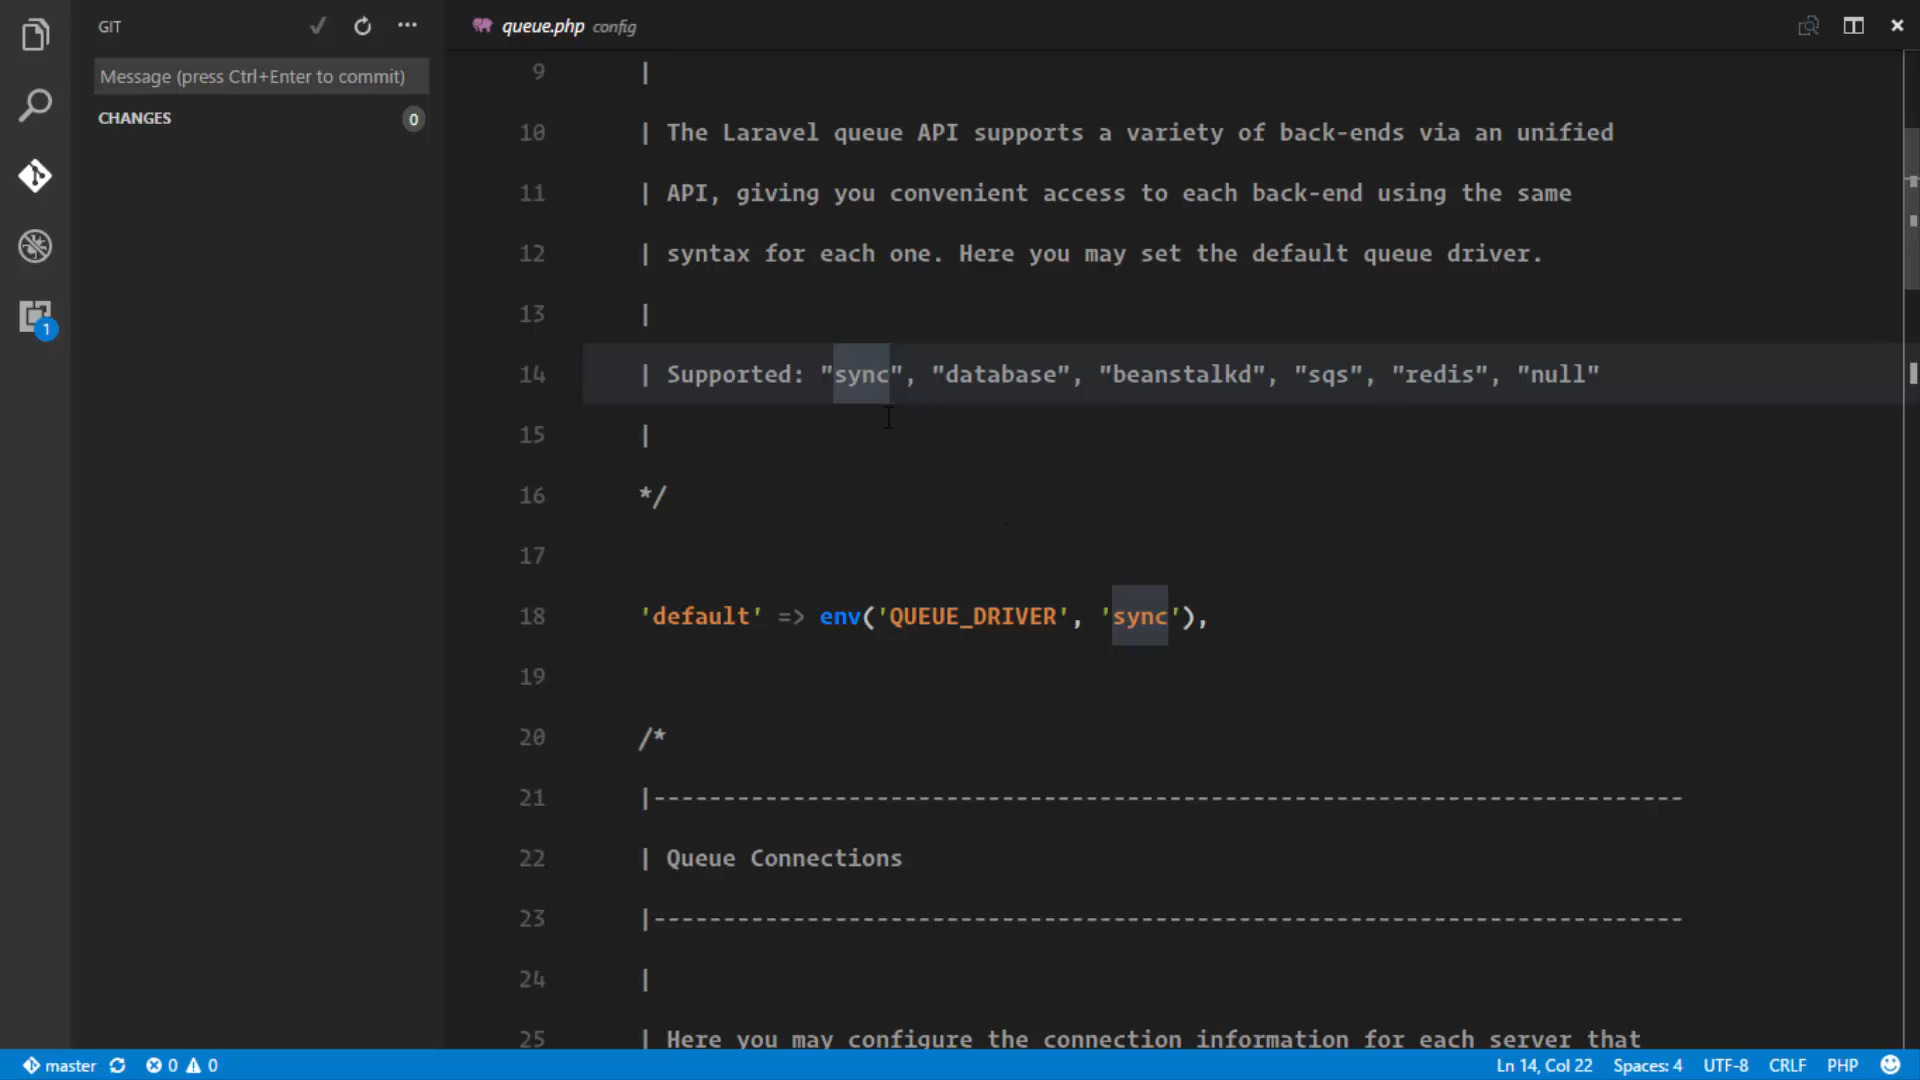 GIT
Message (press Ctrl+Enter to commit)
CHANGES 0
1
queue.php config
9 |
10 | The Laravel queue API supports a variety of back-ends via an unified
11 | API, giving you convenient access to each back-end using the same
12 | syntax for each one. Here you may set the default queue driver.
13 |
14 | Supported: "sync", "database", "beanstalkd", "sqs", "redis", "null"
15 |
16 */
17
18 'default' => env('QUEUE_DRIVER', 'sync'),
19
20 /*
21 |--------------------------------------------------------------------------
22 | Queue Connections
23 |--------------------------------------------------------------------------
24 |
25 | Here you may configure the connection information for each server that
master 0 0 Ln 14, Col 22 Spaces: 4 UTF-8 CRLF PHP